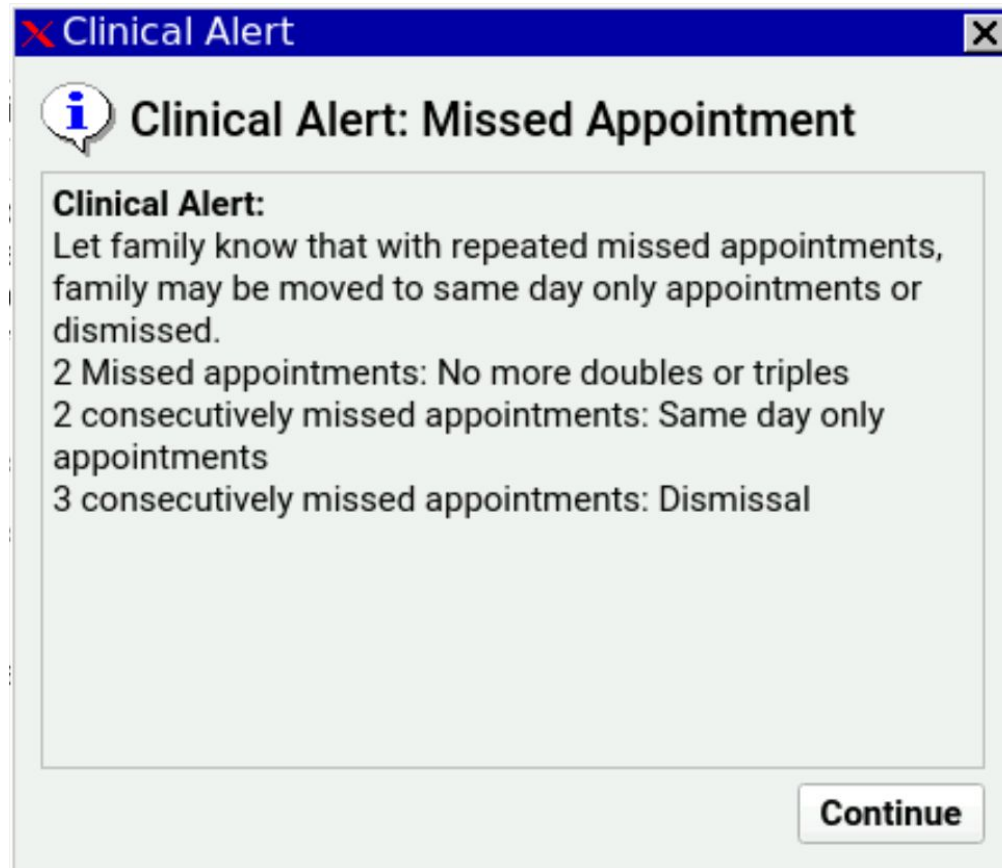 Clinical Alert
Clinical Alert: Missed Appointment
Clinical Alert:
Let family know that with repeated missed appointments,
family may be moved to same day only appointments or
dismissed.
2 Missed appointments: No more doubles or triples
2 consecutively missed appointments: Same day only
appointments
3 consecutively missed appointments: Dismissal
Continue